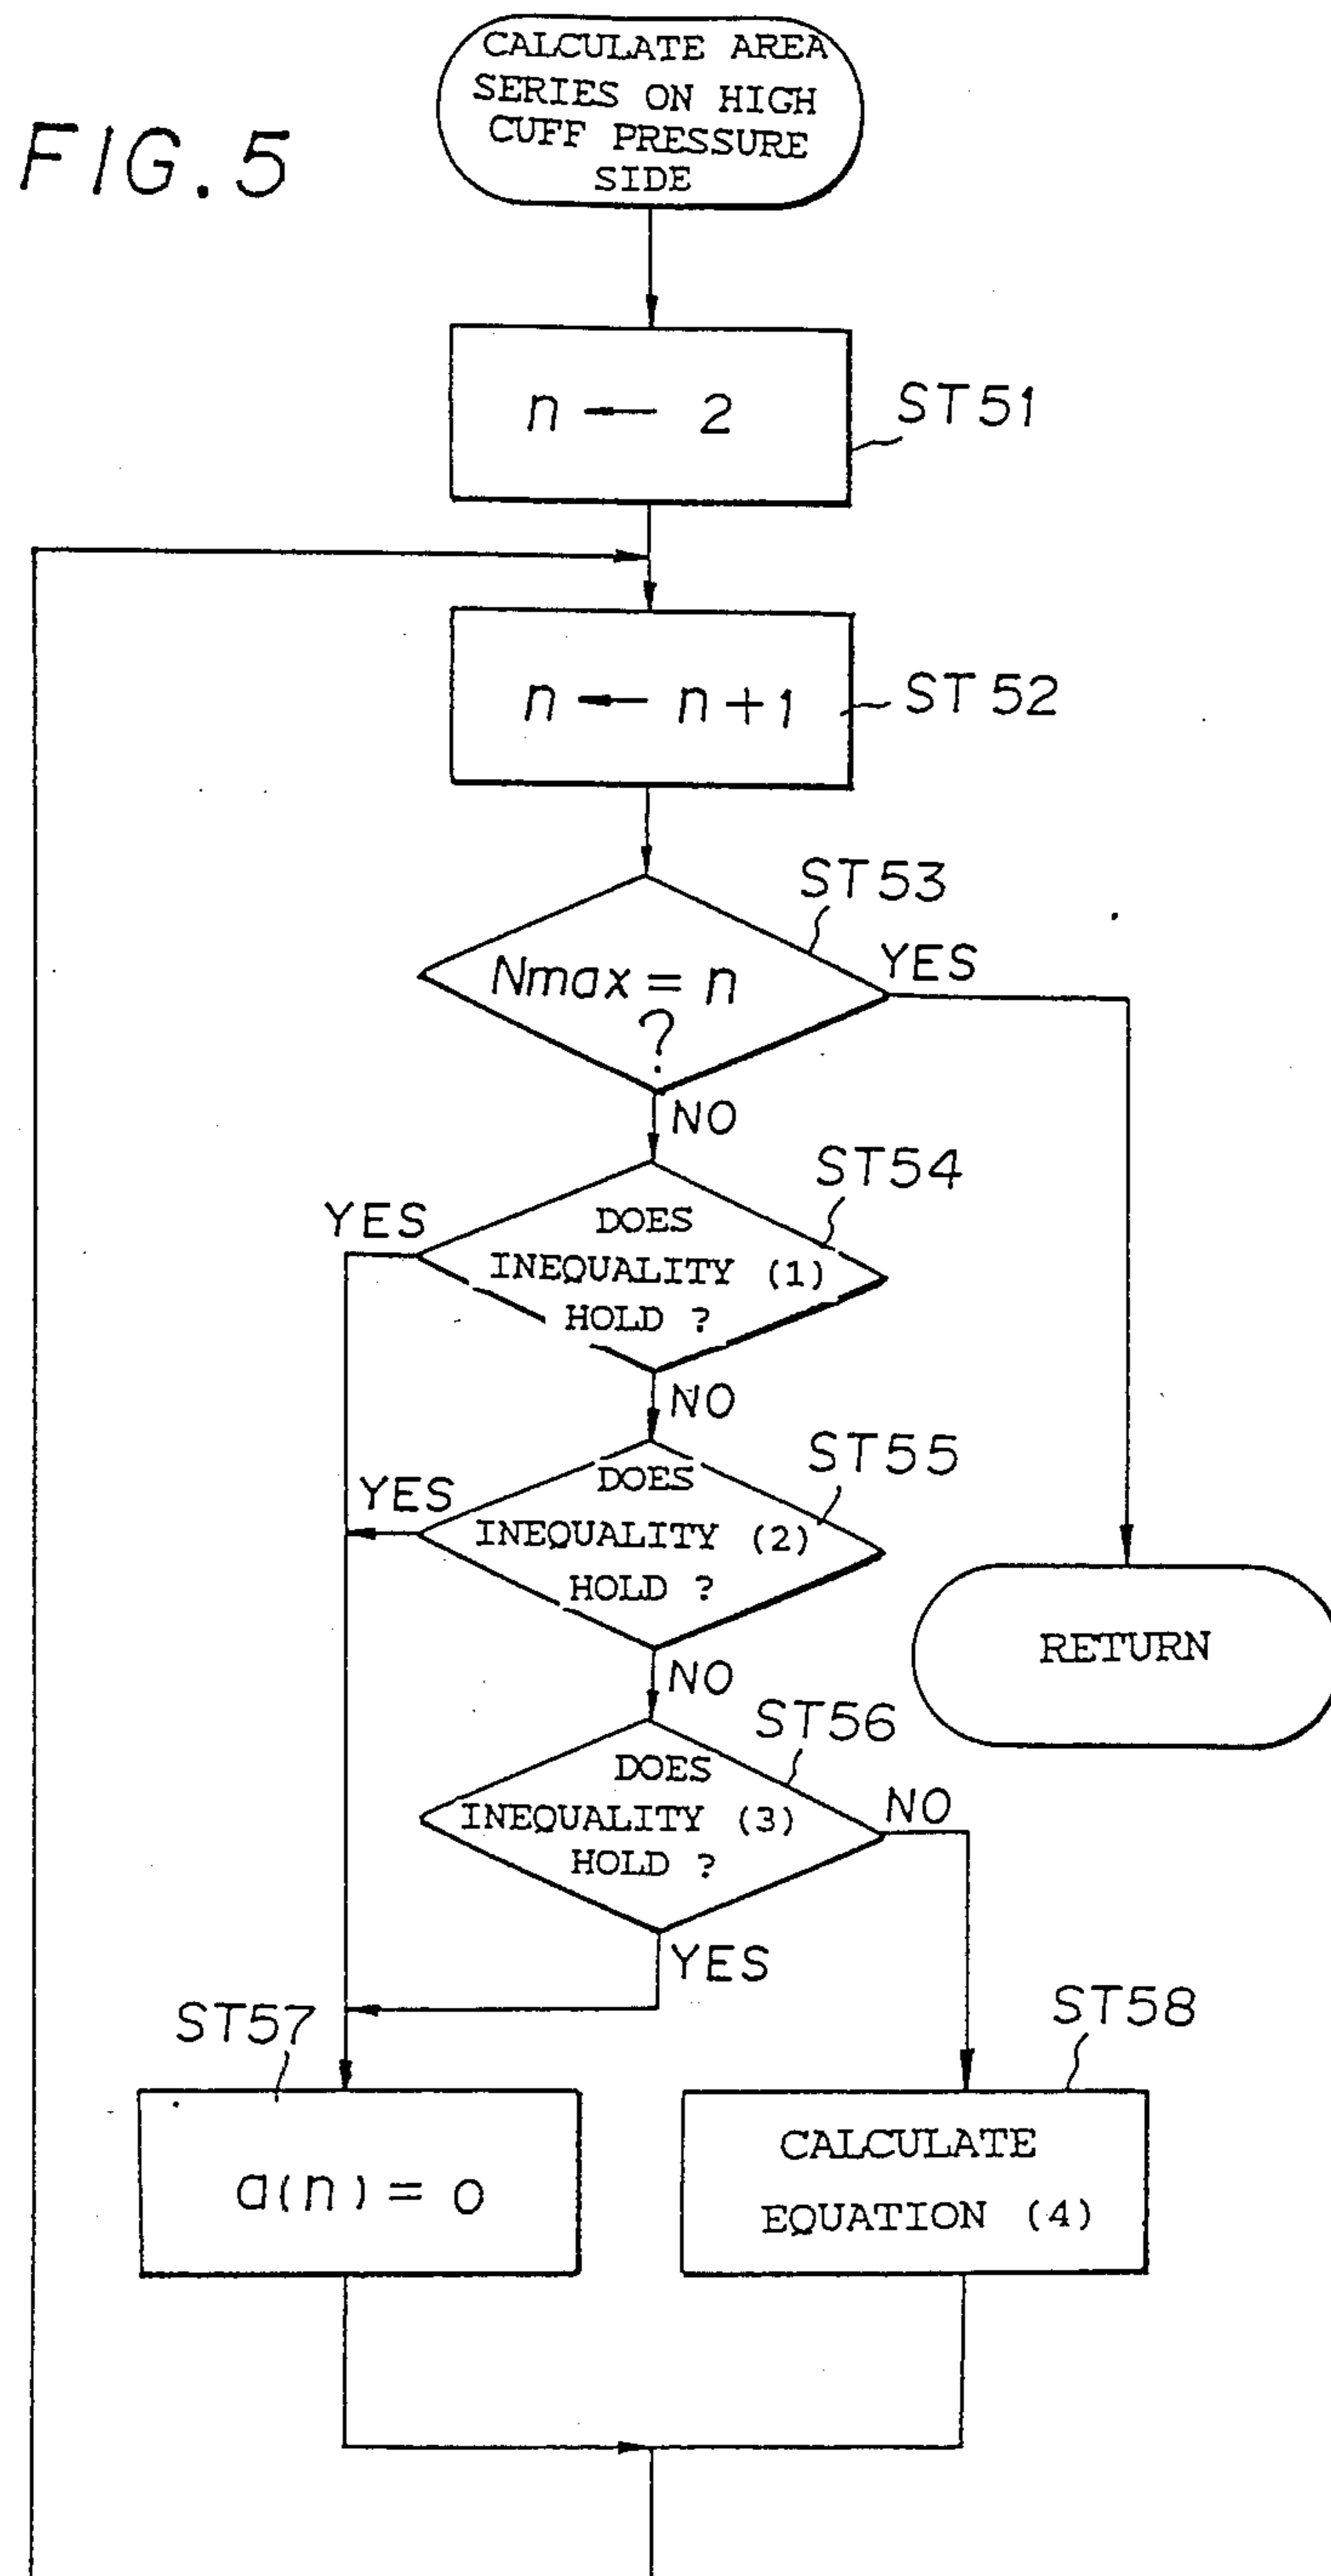 FIG. 5
CALCULATE AREA
SERIES ON HIGH
CUFF PRESSURE
SIDE
n ← 2
ST51
n ← n+1
ST52
ST53
Nmax = n
?
YES
NO
ST54
YES
DOES
INEQUALITY (1)
HOLD ?
NO
ST55
YES
DOES
INEQUALITY (2)
HOLD ?
RETURN
NO
ST56
DOES
INEQUALITY (3)
HOLD ?
NO
YES
ST57
ST58
a(n) = 0
CALCULATE
EQUATION (4)